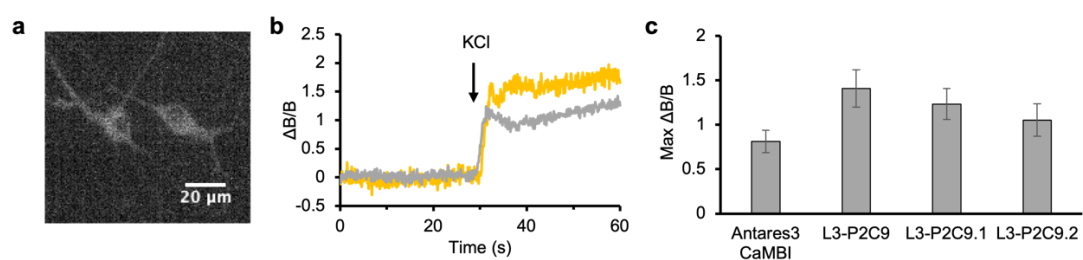 a
20 μm
b
ΔB/B
2.5
2
1.5
1
0.5
0
-0.5
KCl
0
20
40
60
Time (s)
c
Max ΔB/B
2
1.5
1
0.5
0
Antares3
CaMBI
L3-P2C9
L3-P2C9.1
L3-P2C9.2